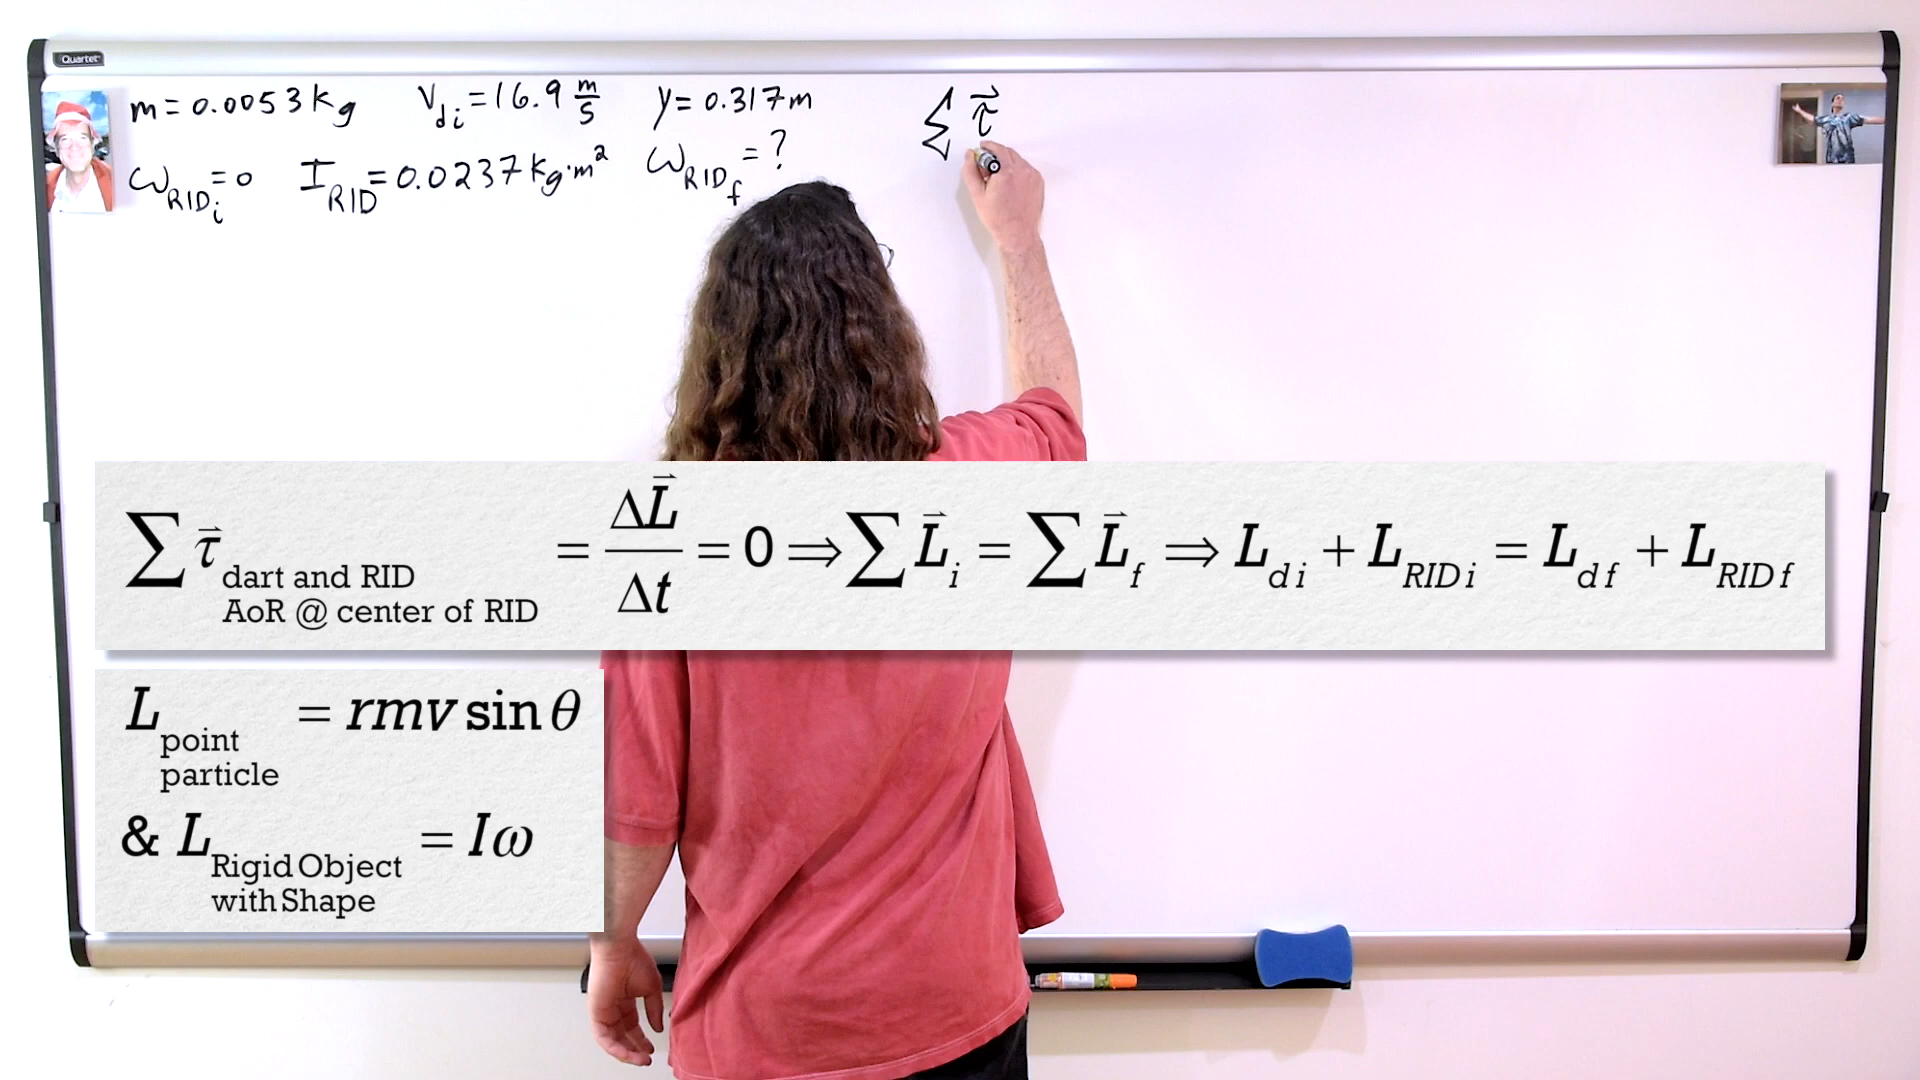 Quartet
m = 0.0053 kg   V_di = 16.9 m/s   y = 0.317 m
ω_RIDi = 0   I_RID = 0.0237 kg·m²   ω_RIDf = ?
Σ τ⃗
Σ τ⃗ dart and RID AoR @ center of RID = ΔL⃗/Δt = 0 ⇒ Σ L⃗_i = Σ L⃗_f ⇒ L_di + L_RIDi = L_df + L_RIDf
L point particle = rmv sin θ
& L Rigid Object with Shape = Iω